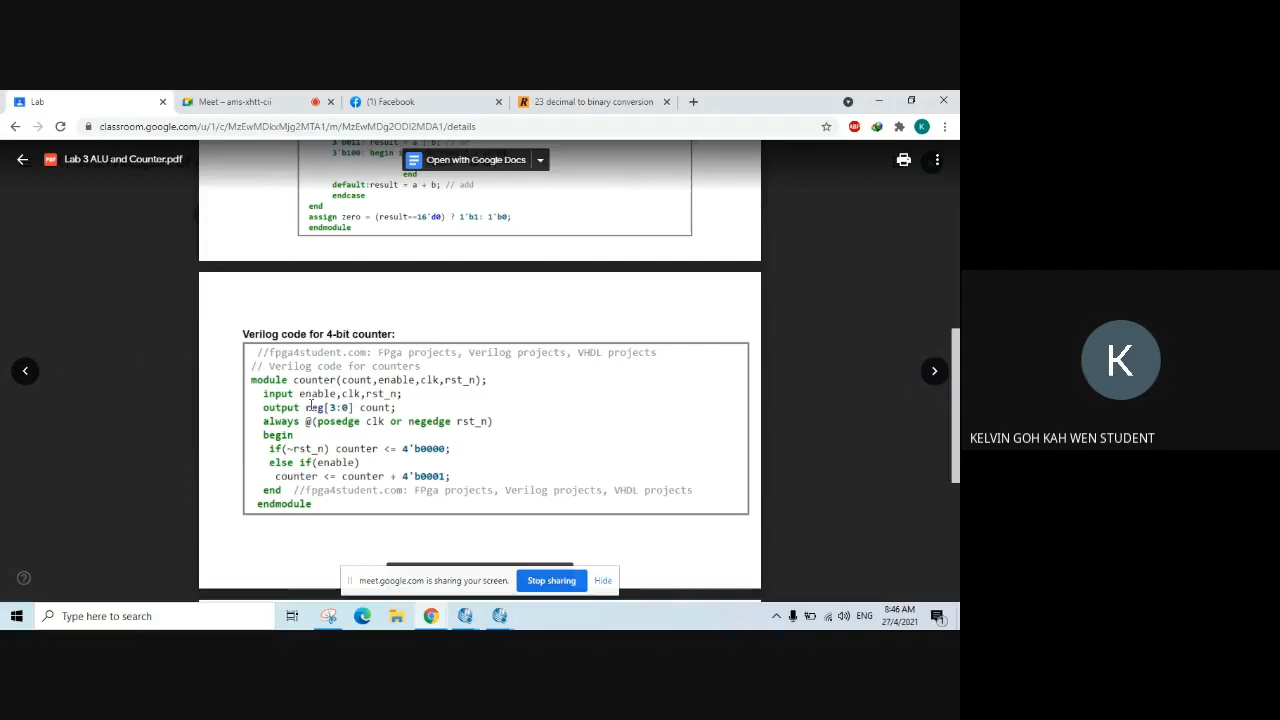 Lab
Meet – ams-xhtt-cii
(1) Facebook
23 decimal to binary conversion
classroom.google.com/u/1/c/MzEwMDkxMjg2MTA1/m/MzEwMDg2ODI2MDA1/details
Lab 3 ALU and Counter.pdf
Open with Google Docs
3'b011: result = a | b; // or
3'b100: begin
end
default:result = a + b; // add
endcase
end
assign zero = (result==16'd0) ? 1'b1: 1'b0;
endmodule
Verilog code for 4-bit counter:
//fpga4student.com: FPga projects, Verilog projects, VHDL projects
// Verilog code for counters
module counter(count,enable,clk,rst_n);
input enable,clk,rst_n;
output reg[3:0] count;
always @(posedge clk or negedge rst_n)
begin
if(~rst_n) counter <= 4'b0000;
else if(enable)
counter <= counter + 4'b0001;
end //fpga4student.com: FPga projects, Verilog projects, VHDL projects
endmodule
meet.google.com is sharing your screen. Stop sharing Hide
Type here to search
ENG
8:46 AM
27/4/2021
K
KELVIN GOH KAH WEN STUDENT